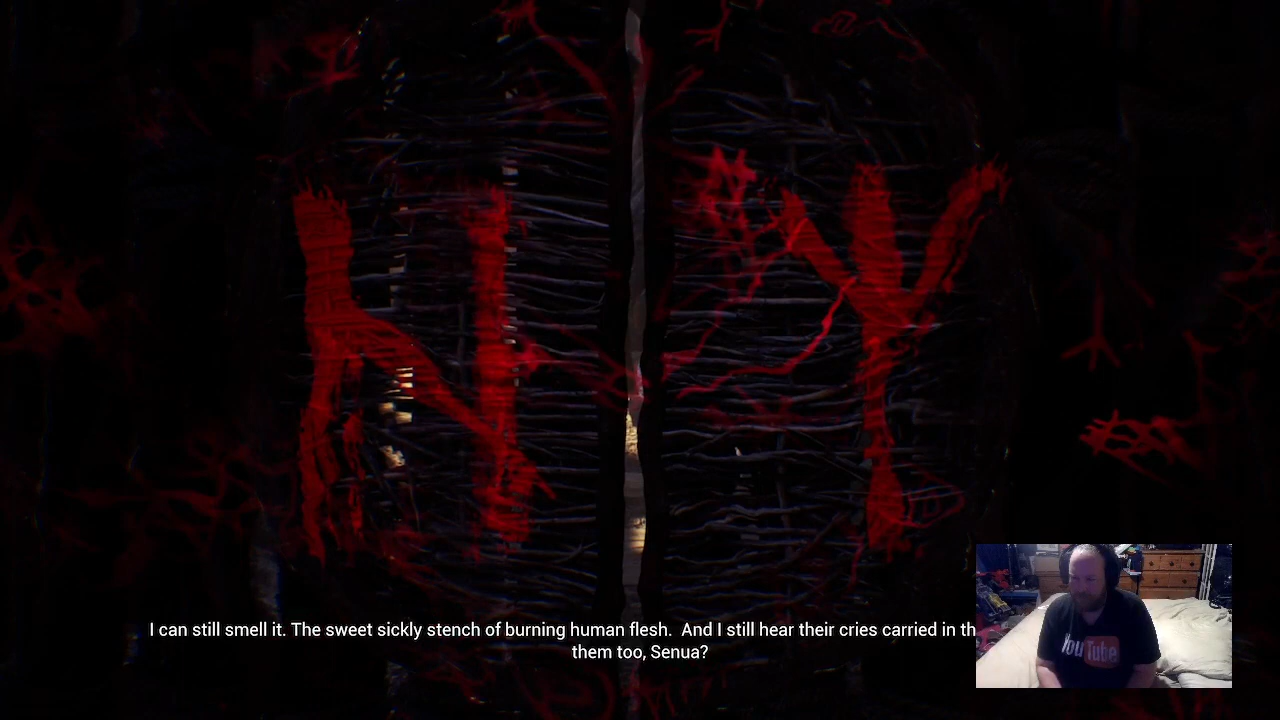 ᚺ ᛉ
I can still smell it. The sweet sickly stench of burning human flesh.  And I still hear their cries carried in th
them too, Senua?
YouTube